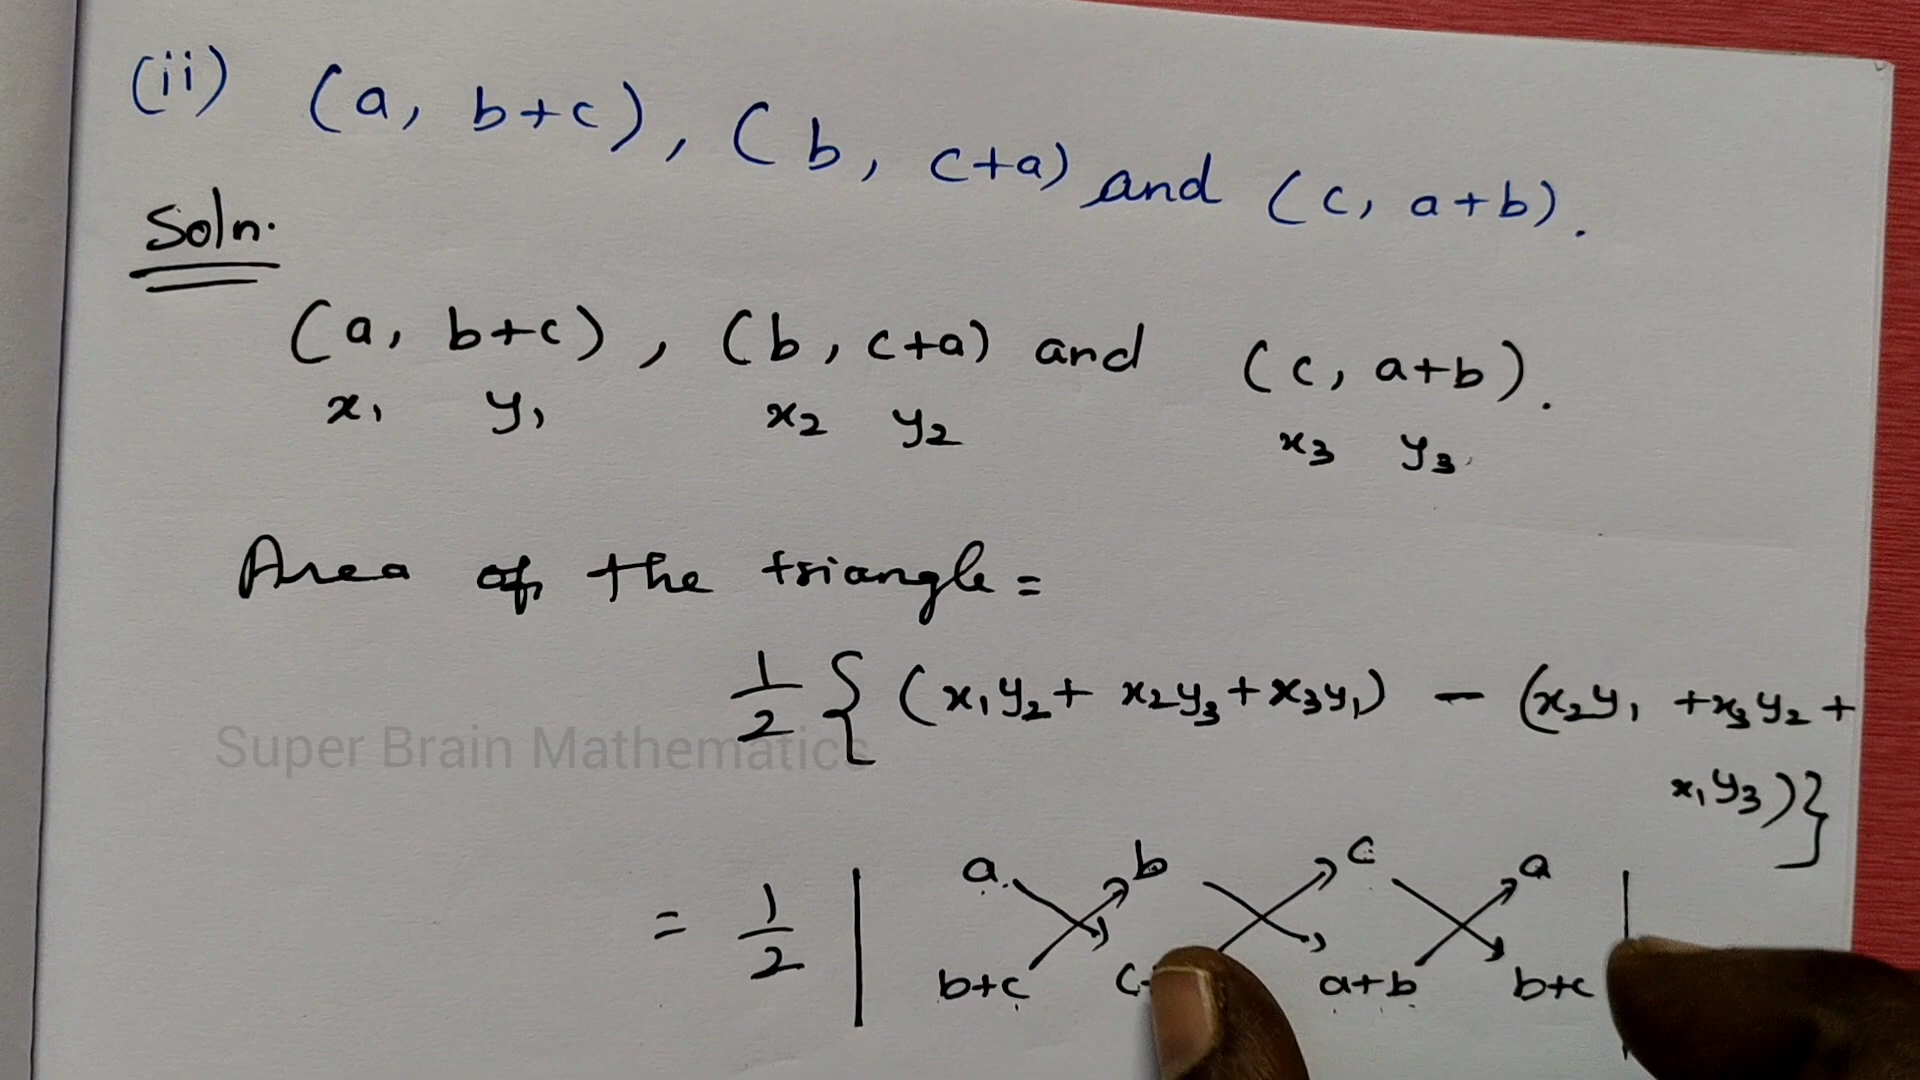 (ii) (a, b+c), (b, c+a) and (c, a+b).
Soln.
(a, b+c), (b, c+a) and (c, a+b).
x₁ y₁ x₂ y₂ x₃ y₃
Area of the triangle =
1/2 { (x₁y₂ + x₂y₃ + x₃y₁) - (x₂y₁ + x₃y₂ +
x₁y₃) }
Super Brain Mathematics
= 1/2 | a b c a |
b+c a+b b+c